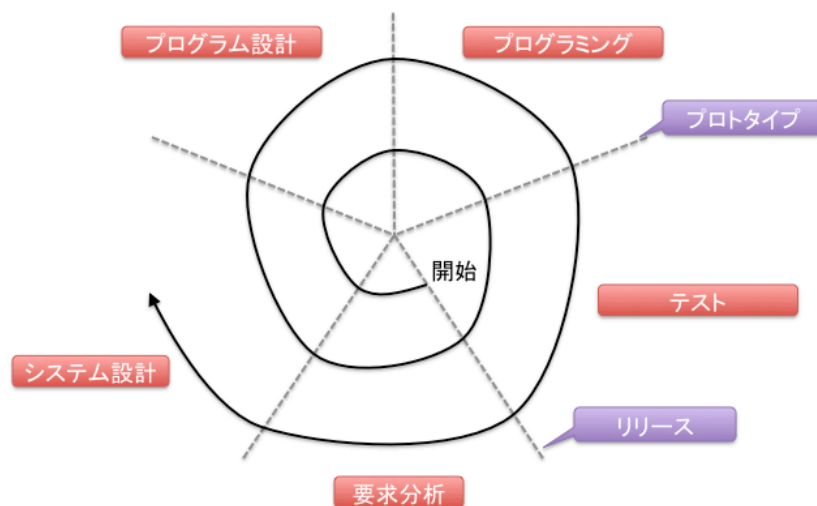 プログラム設計
プログラミング
プロトタイプ
開始
テスト
システム設計
リリース
要求分析